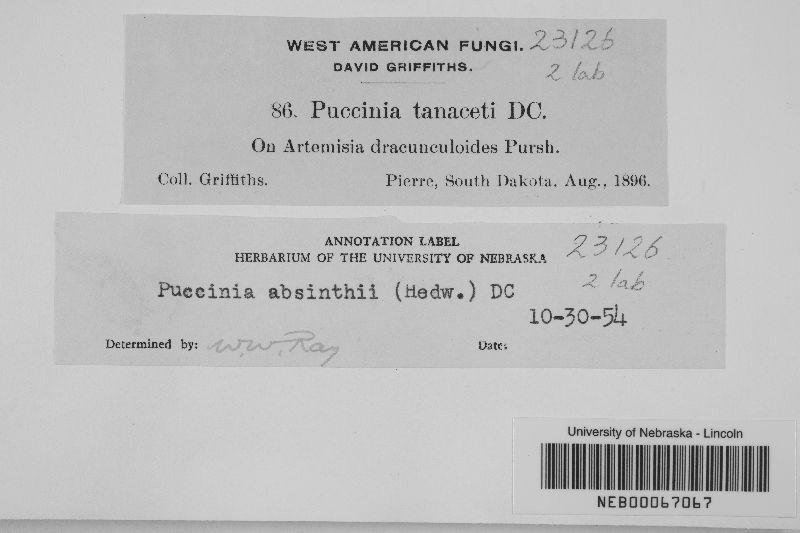 WEST AMERICAN FUNGI. 23126
DAVID GRIFFITHS. 2 lab
86. Puccinia tanaceti DC.
On Artemisia dracunculoides Pursh.
Coll. Griffiths. Pierre, South Dakota, Aug., 1896.
ANNOTATION LABEL 23126
HERBARIUM OF THE UNIVERSITY OF NEBRASKA
2 lab
Puccinia absinthii (Hedw.) DC
10-30-54
Determined by: W.W. Ray Date:
University of Nebraska - Lincoln
NEB00067067